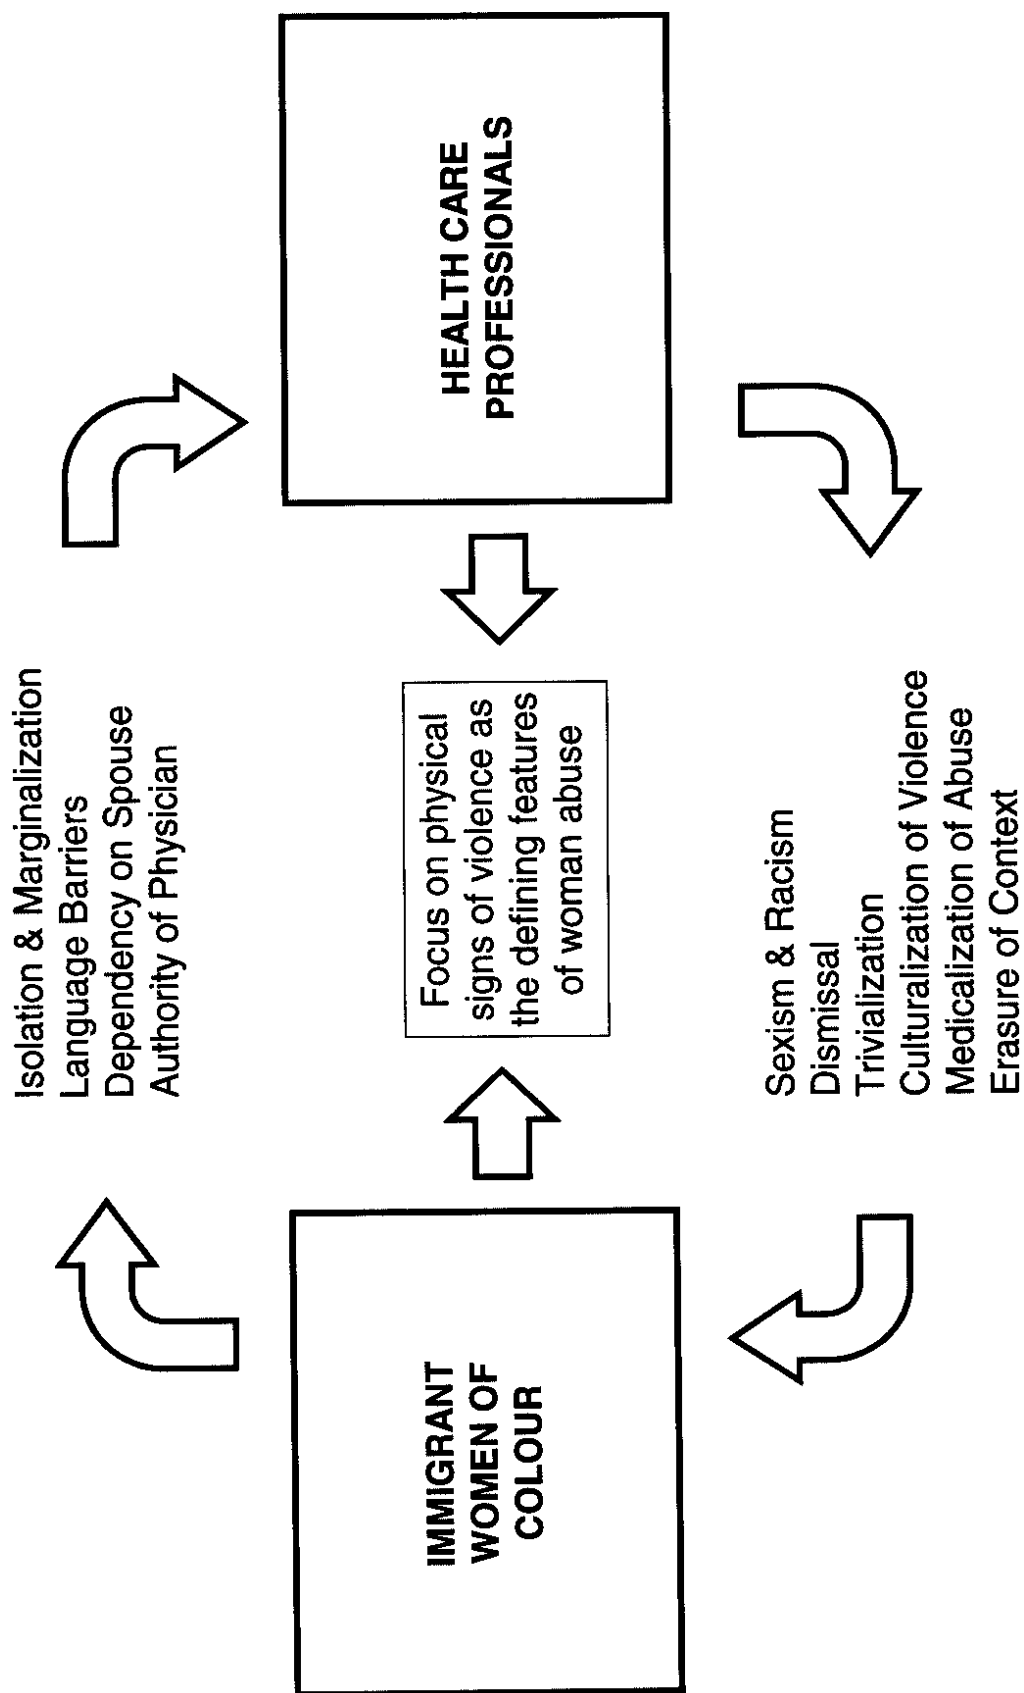 Isolation & Marginalization
Language Barriers
Dependency on Spouse
Authority of Physician
IMMIGRANT
WOMEN OF
COLOUR
Focus on physical
signs of violence as
the defining features
of woman abuse
HEALTH CARE
PROFESSIONALS
Sexism & Racism
Dismissal
Trivialization
Culturalization of Violence
Medicalization of Abuse
Erasure of Context